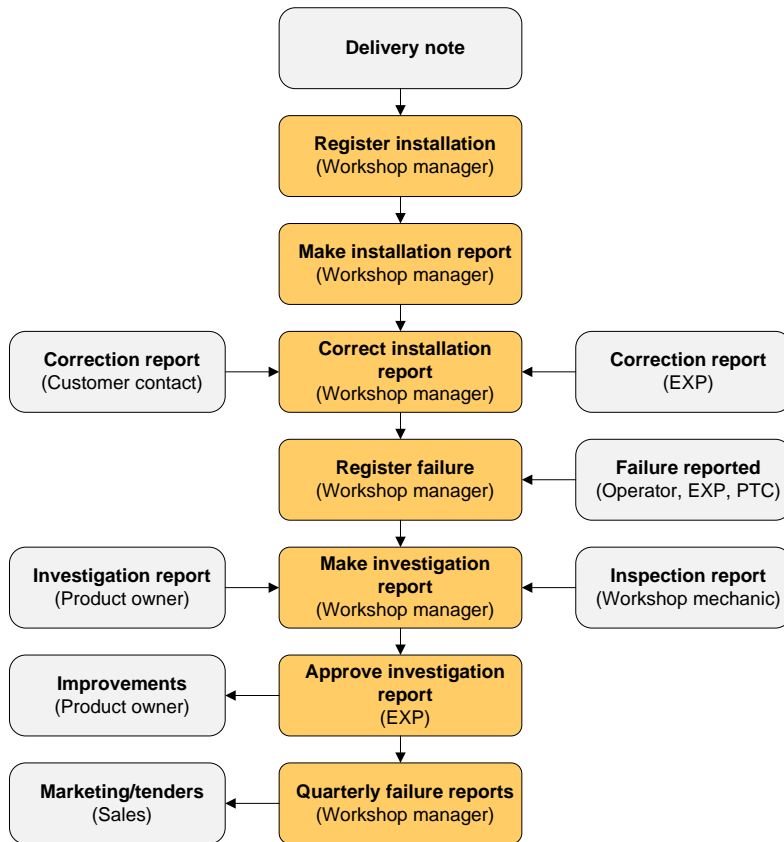 Delivery note
Register installation
(Workshop manager)
Make installation report
(Workshop manager)
Correction report
(Customer contact)
Correct installation
report
(Workshop manager)
Correction report
(EXP)
Register failure
(Workshop manager)
Failure reported
(Operator, EXP, PTC)
Investigation report
(Product owner)
Make investigation
report
(Workshop manager)
Inspection report
(Workshop mechanic)
Improvements
(Product owner)
Approve investigation
report
(EXP)
Marketing/tenders
(Sales)
Quarterly failure reports
(Workshop manager)